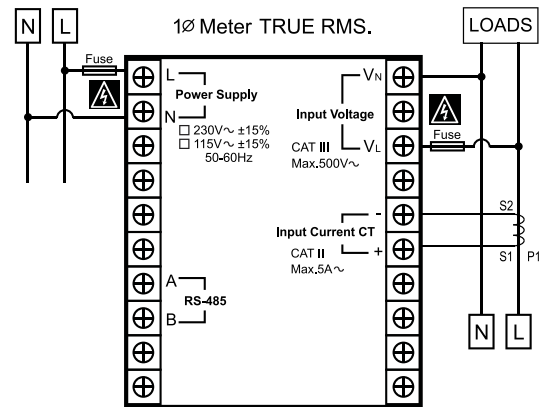 N L
1Ø Meter TRUE RMS.
LOADS
Fuse
L
Power Supply
N
□ 230V~ ±15%
□ 115V~ ±15%
50-60Hz
VN
Input Voltage
CAT III
VL
Max.500V~
Fuse
-
Input Current CT
CAT II
+
Max.5A~
S2
S1 P1
A
RS-485
B
N L